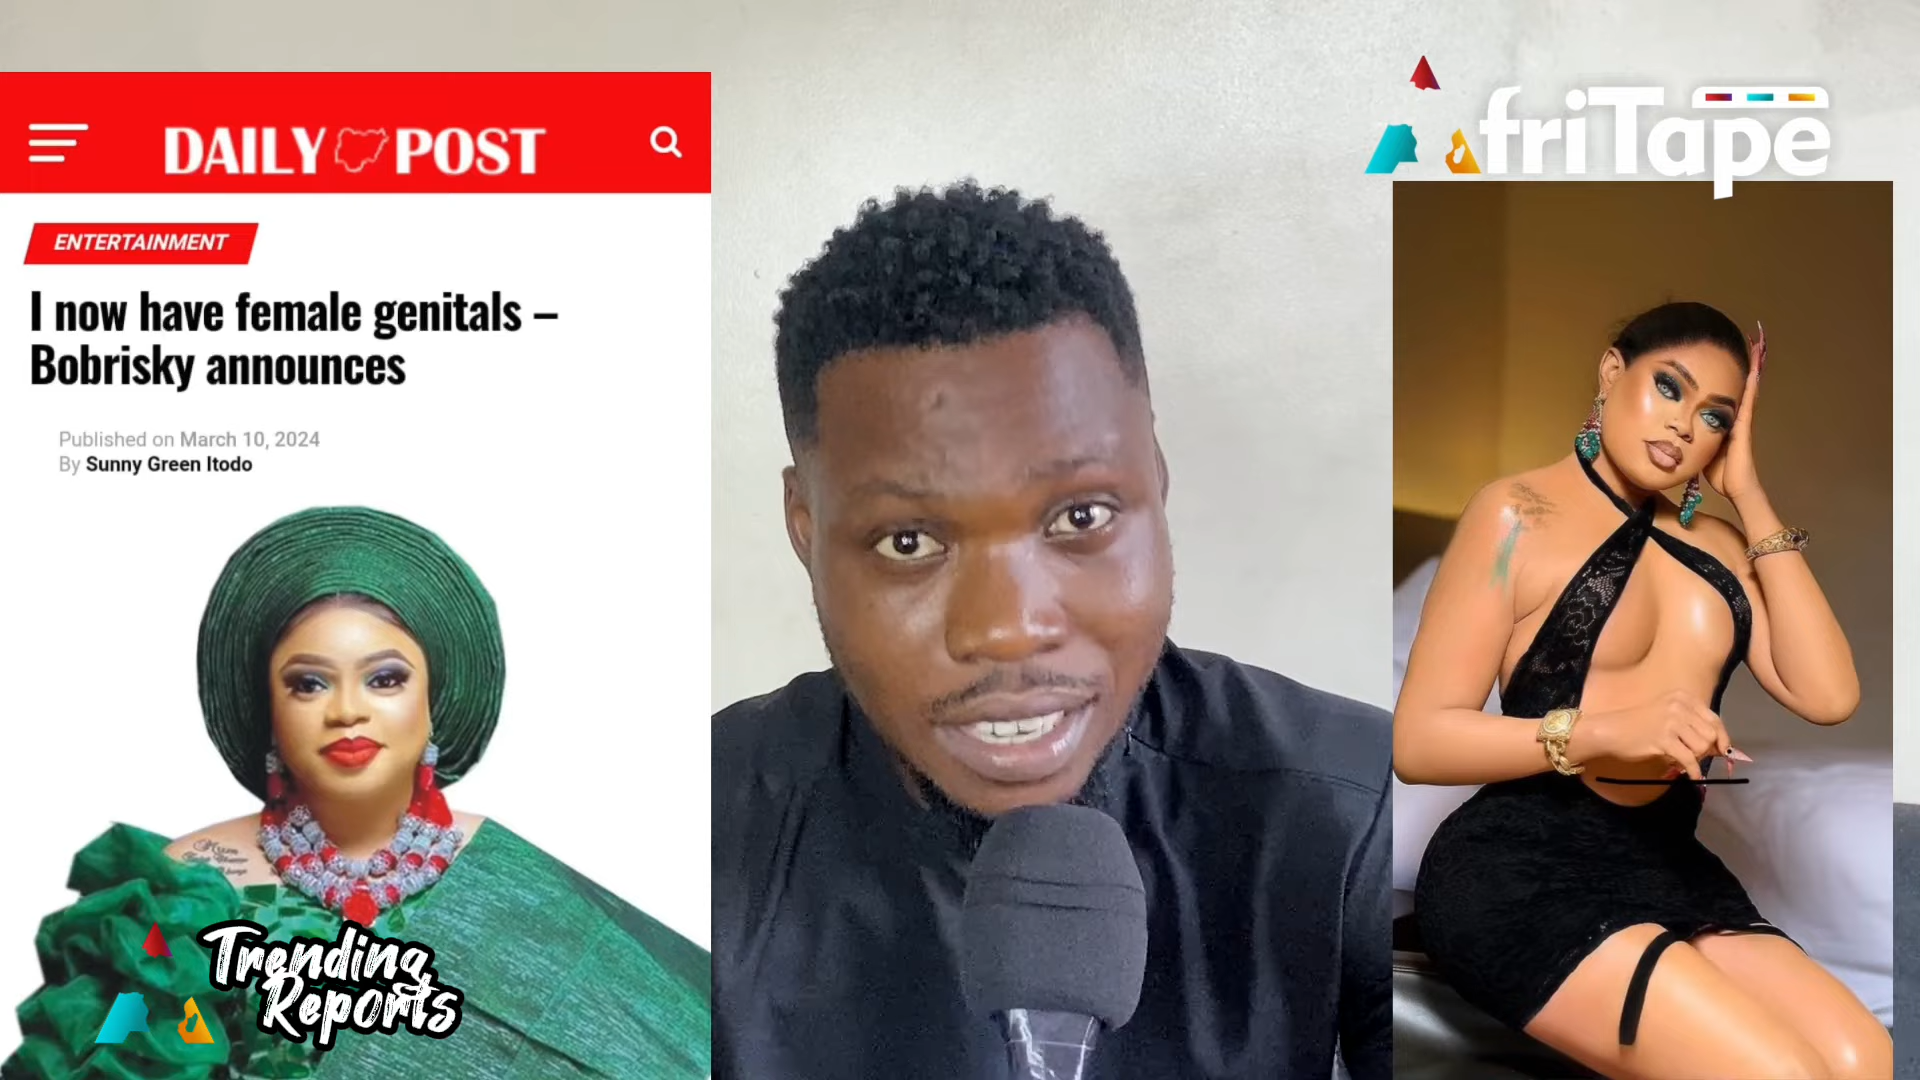 DAILY POST
ENTERTAINMENT
I now have female genitals –
Bobrisky announces
Published on March 10, 2024
By Sunny Green Itodo
Trending
Reports
AfriTape